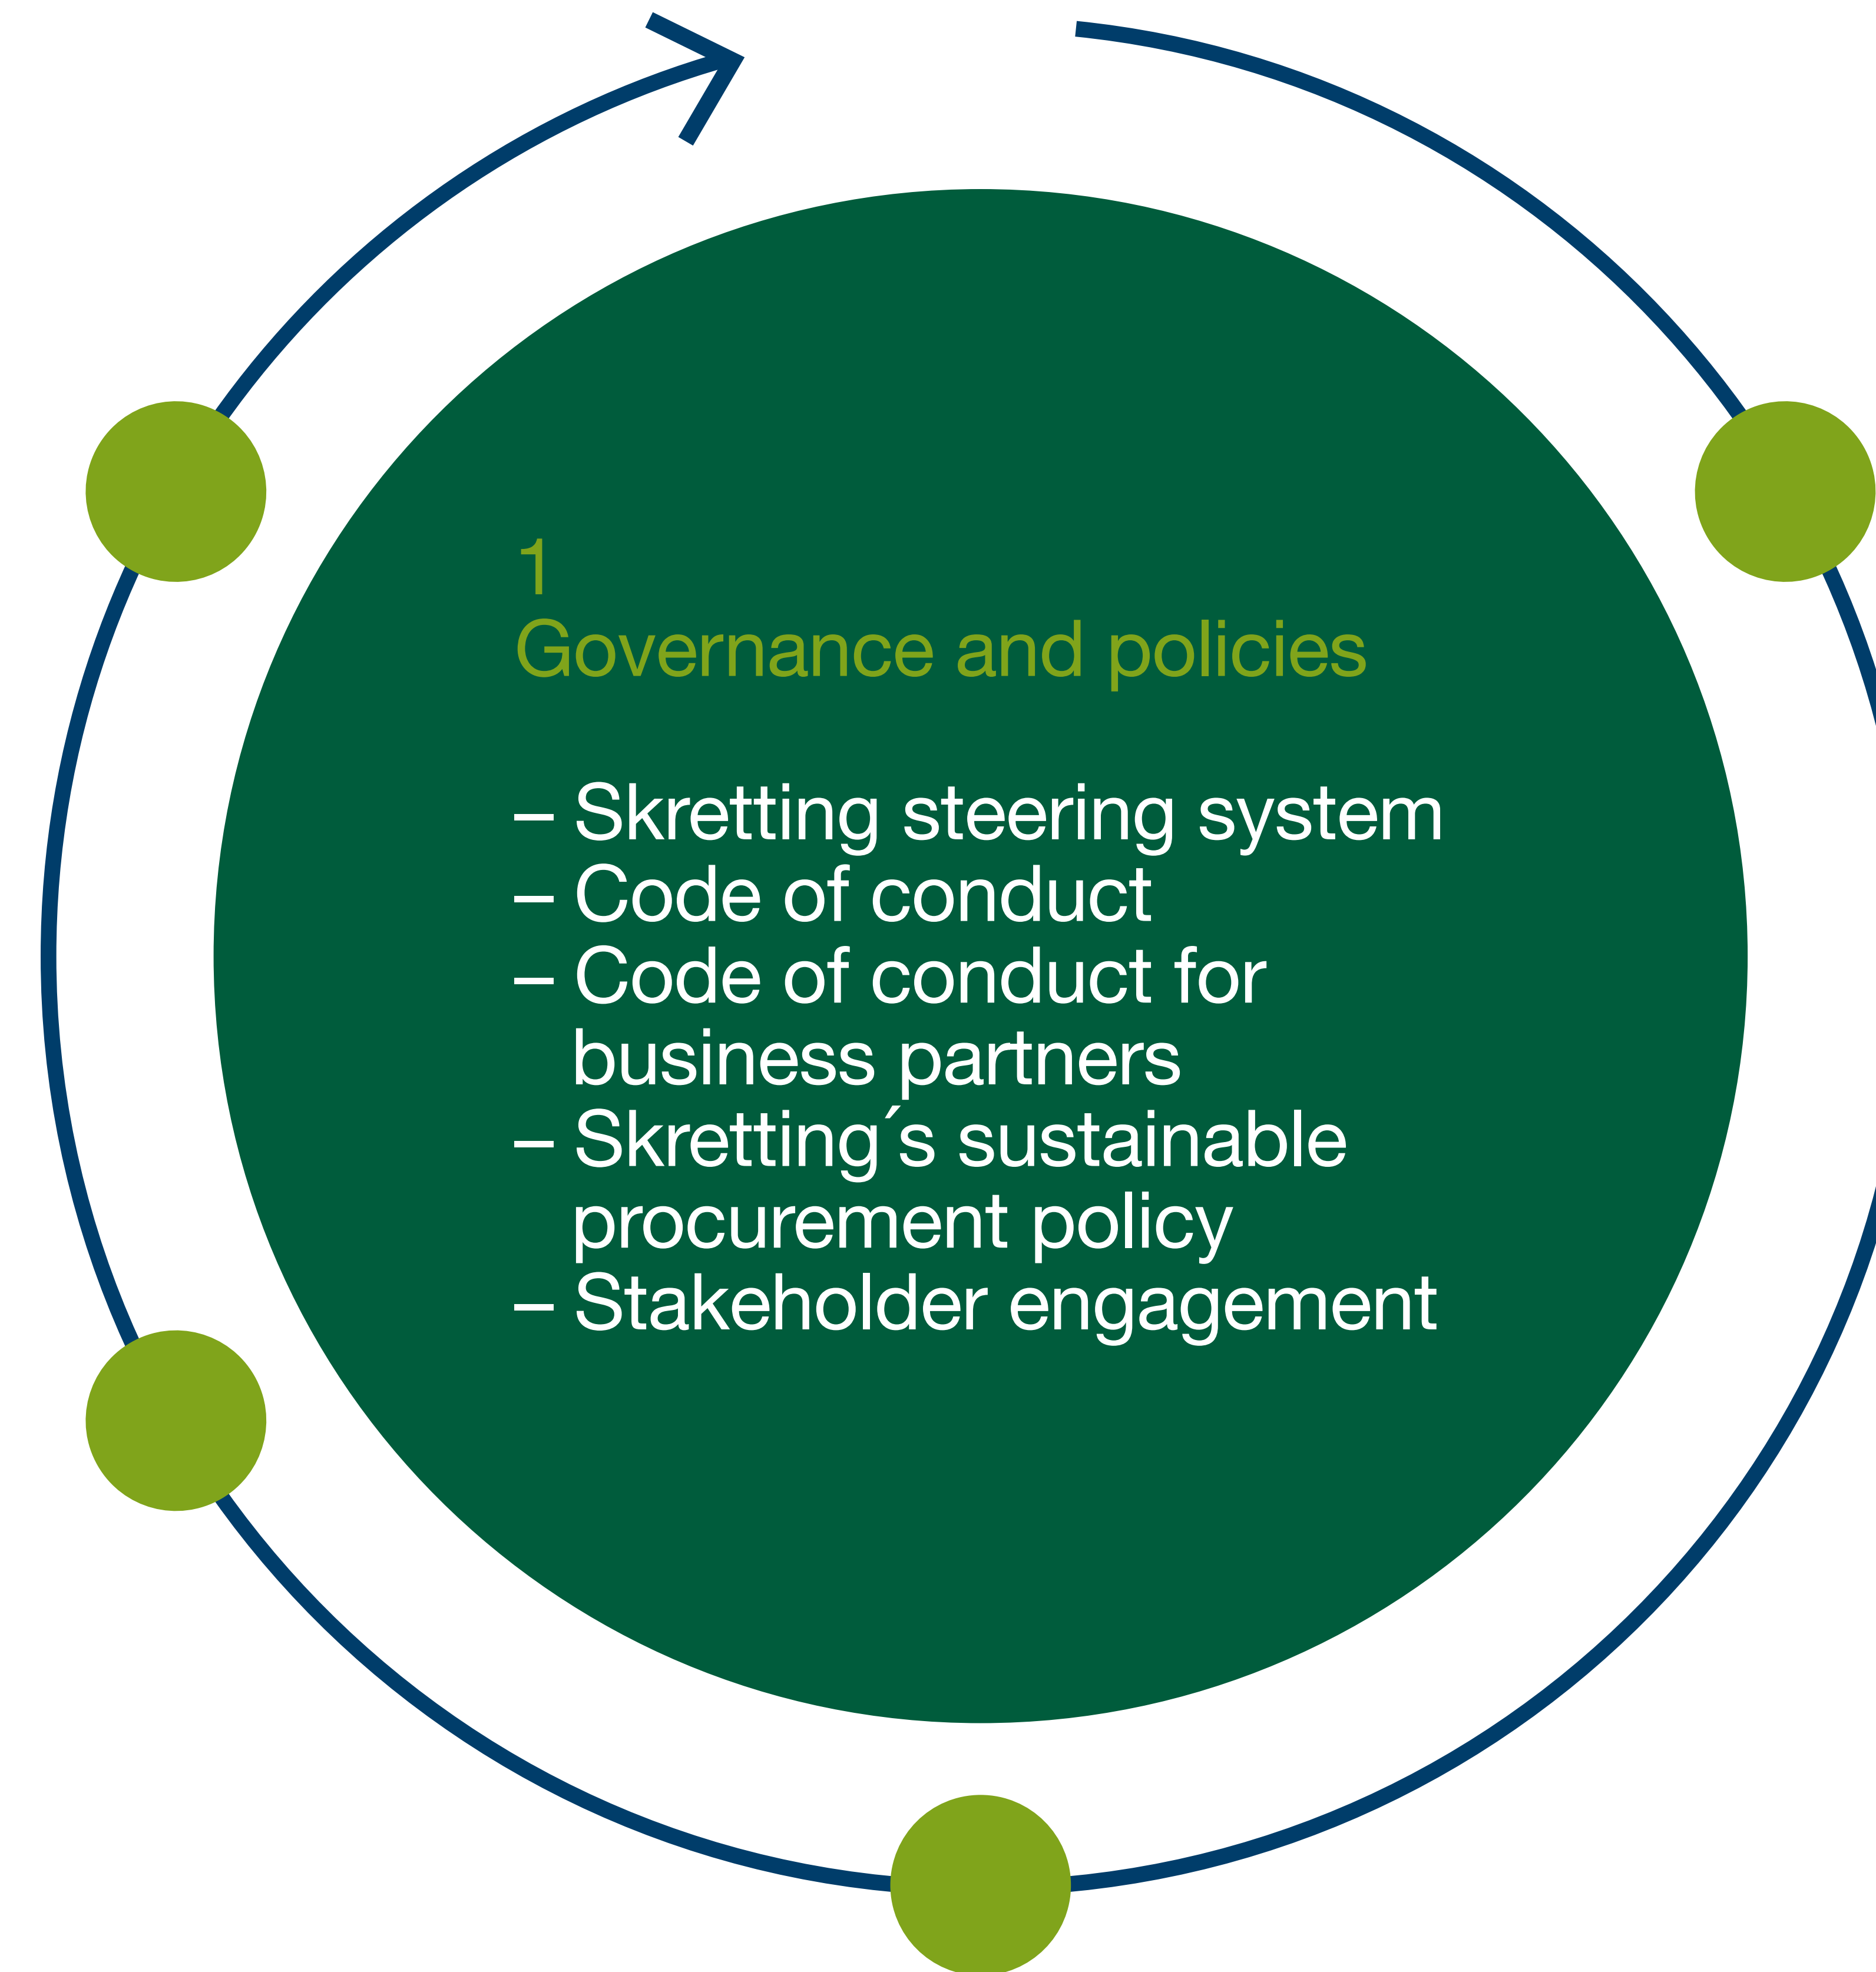 1
Governance and policies
– Skretting steering system
– Code of conduct
– Code of conduct for
business partners
– Skretting´s sustainable
procurement policy
– Stakeholder engagement